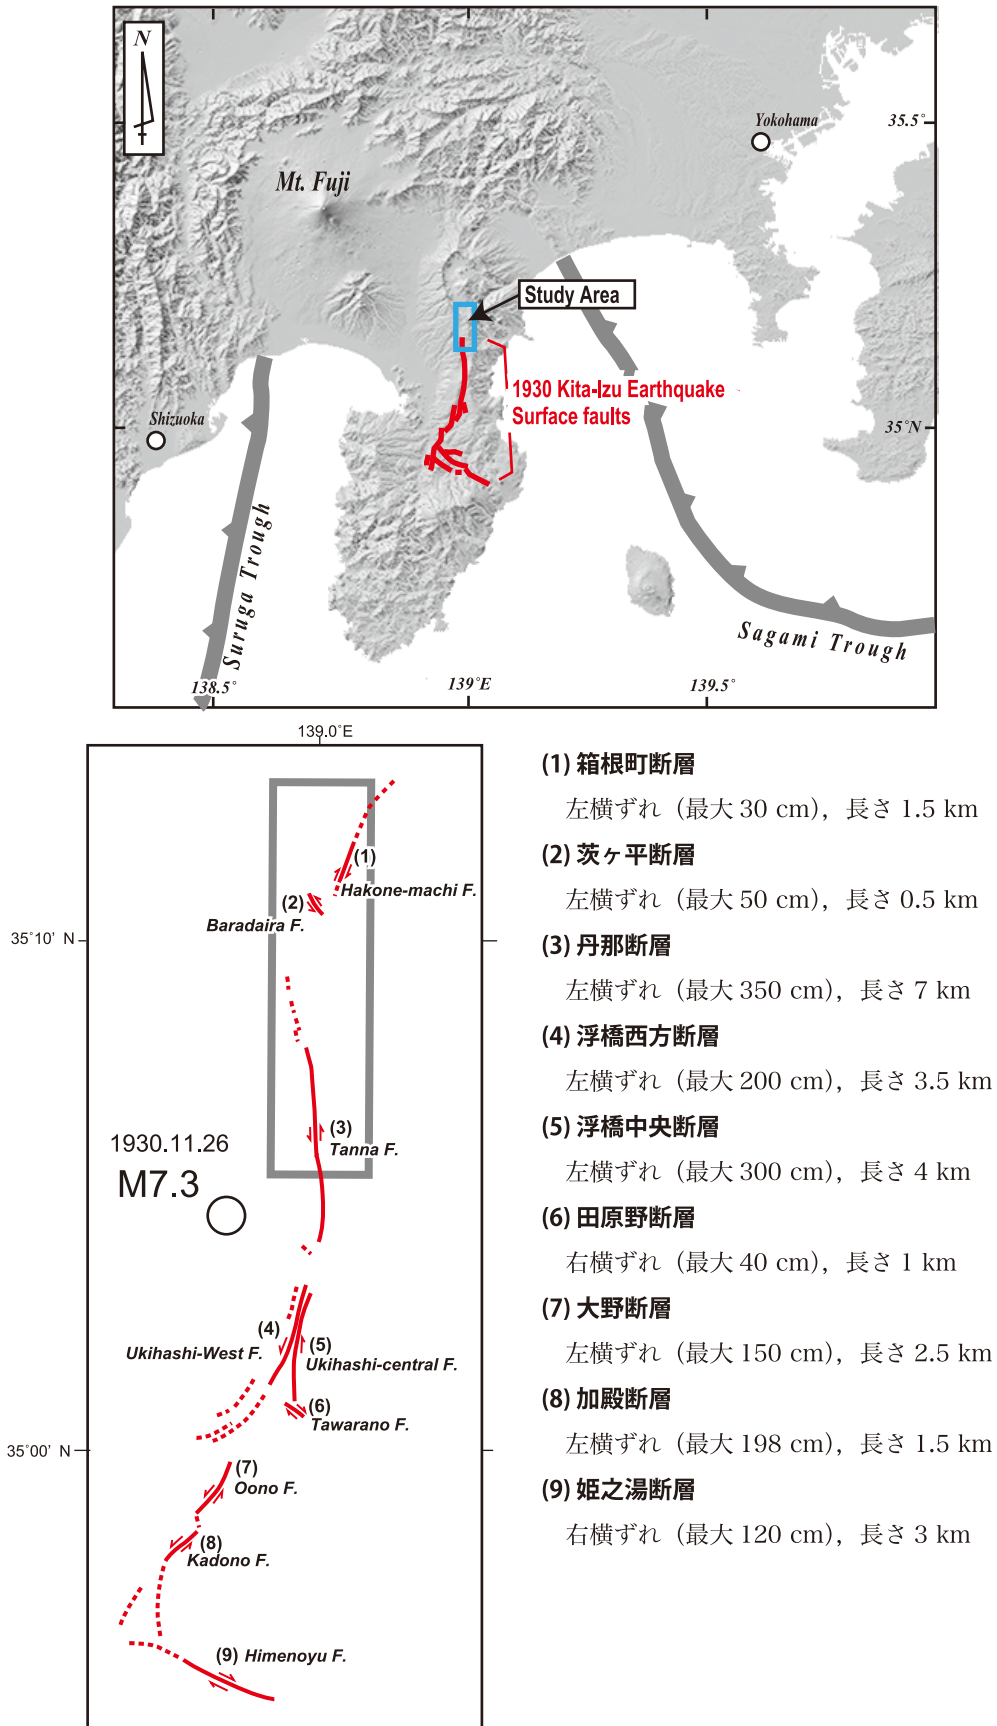 N
Yokohama
35.5°
Mt. Fuji
Study Area
1930 Kita-Izu Earthquake
Surface faults
Shizuoka
35°N
Suruga Trough
Sagami Trough
138.5°
139°E
139.5°
139.0°E
(1)
Hakone-machi F.
(2)
Baradaira F.
35°10' N
(3)
Tanna F.
1930.11.26
M7.3
(4)
Ukihashi-West F.
(5)
Ukihashi-central F.
(6)
Tawarano F.
35°00' N
(7)
Oono F.
(8)
Kadono F.
(9) Himenoyu F.
(1) 箱根町断層
左横ずれ（最大 30 cm），長さ 1.5 km
(2) 茨ヶ平断層
左横ずれ（最大 50 cm），長さ 0.5 km
(3) 丹那断層
左横ずれ（最大 350 cm），長さ 7 km
(4) 浮橋西方断層
左横ずれ（最大 200 cm），長さ 3.5 km
(5) 浮橋中央断層
左横ずれ（最大 300 cm），長さ 4 km
(6) 田原野断層
右横ずれ（最大 40 cm），長さ 1 km
(7) 大野断層
左横ずれ（最大 150 cm），長さ 2.5 km
(8) 加殿断層
左横ずれ（最大 198 cm），長さ 1.5 km
(9) 姫之湯断層
右横ずれ（最大 120 cm），長さ 3 km